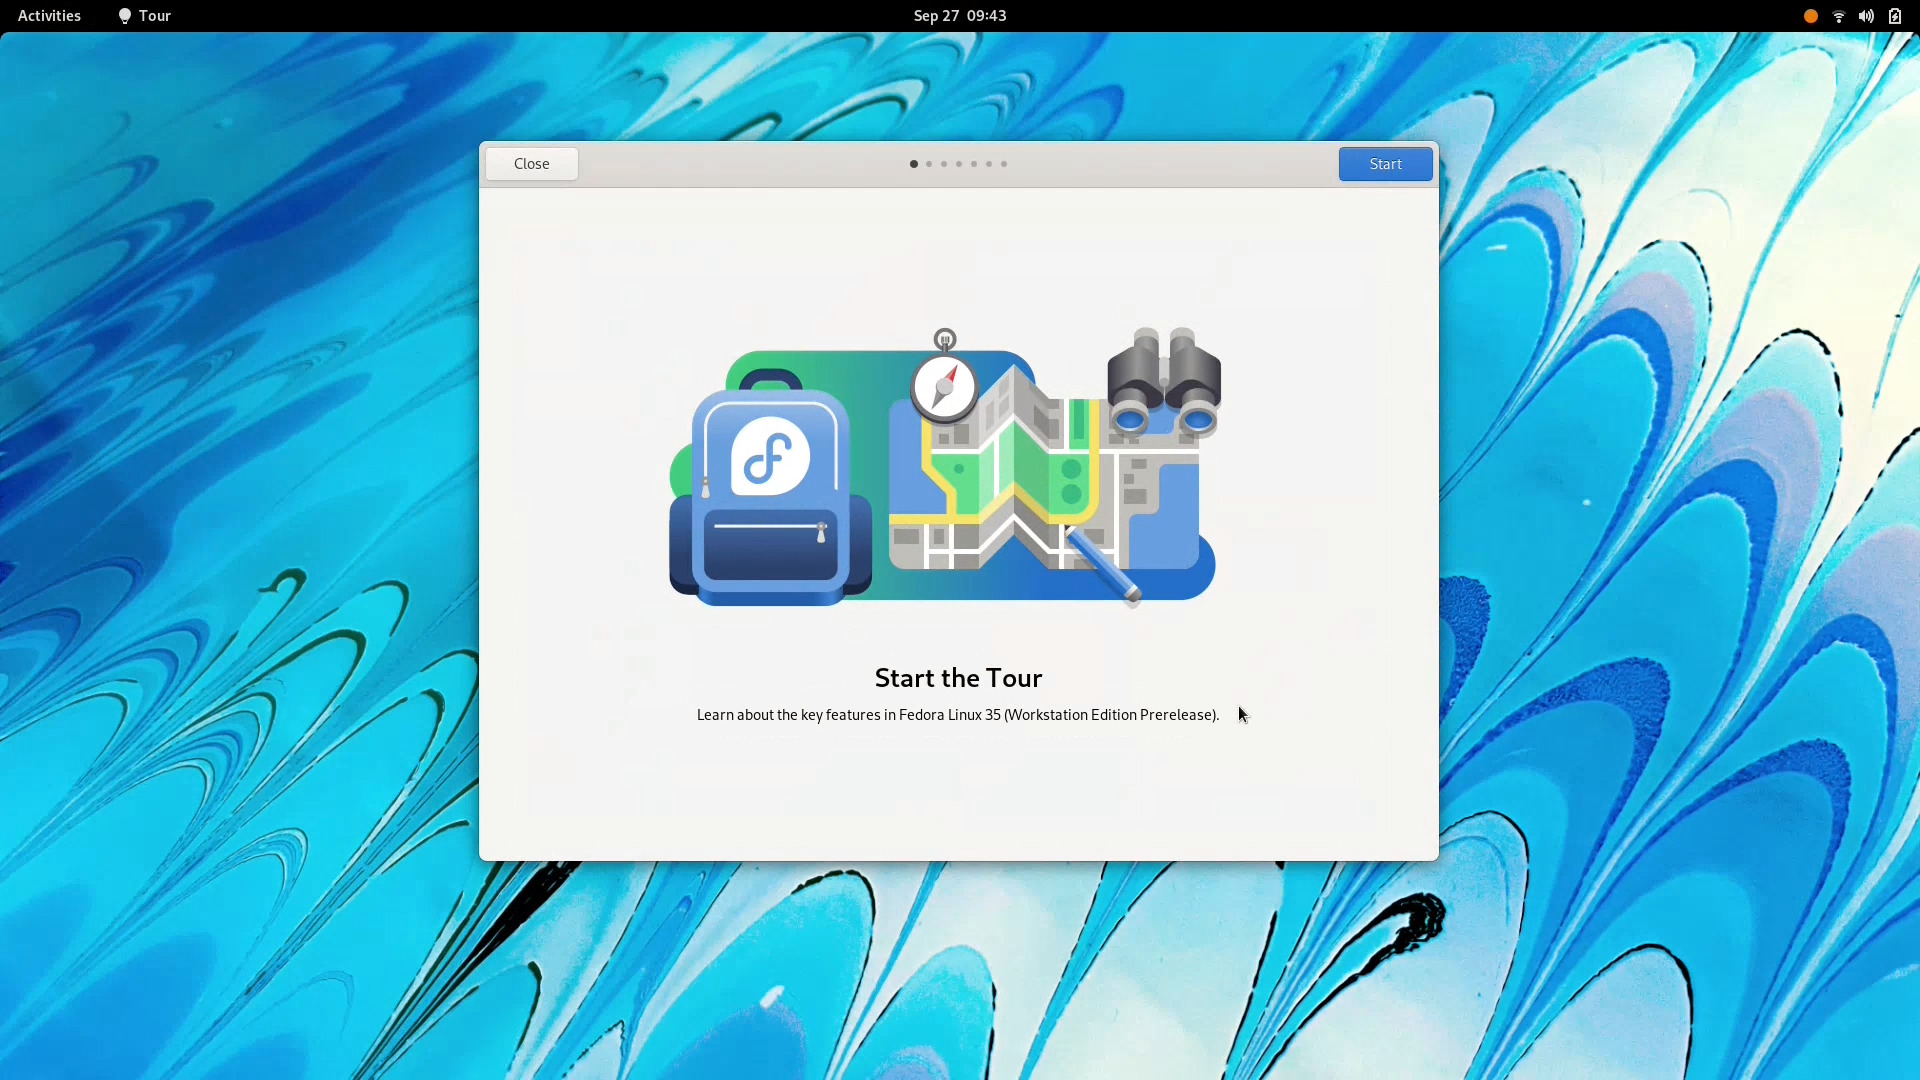 Activities Tour Sep 27 09:43
Close Start
Start the Tour
Learn about the key features in Fedora Linux 35 (Workstation Edition Prerelease).